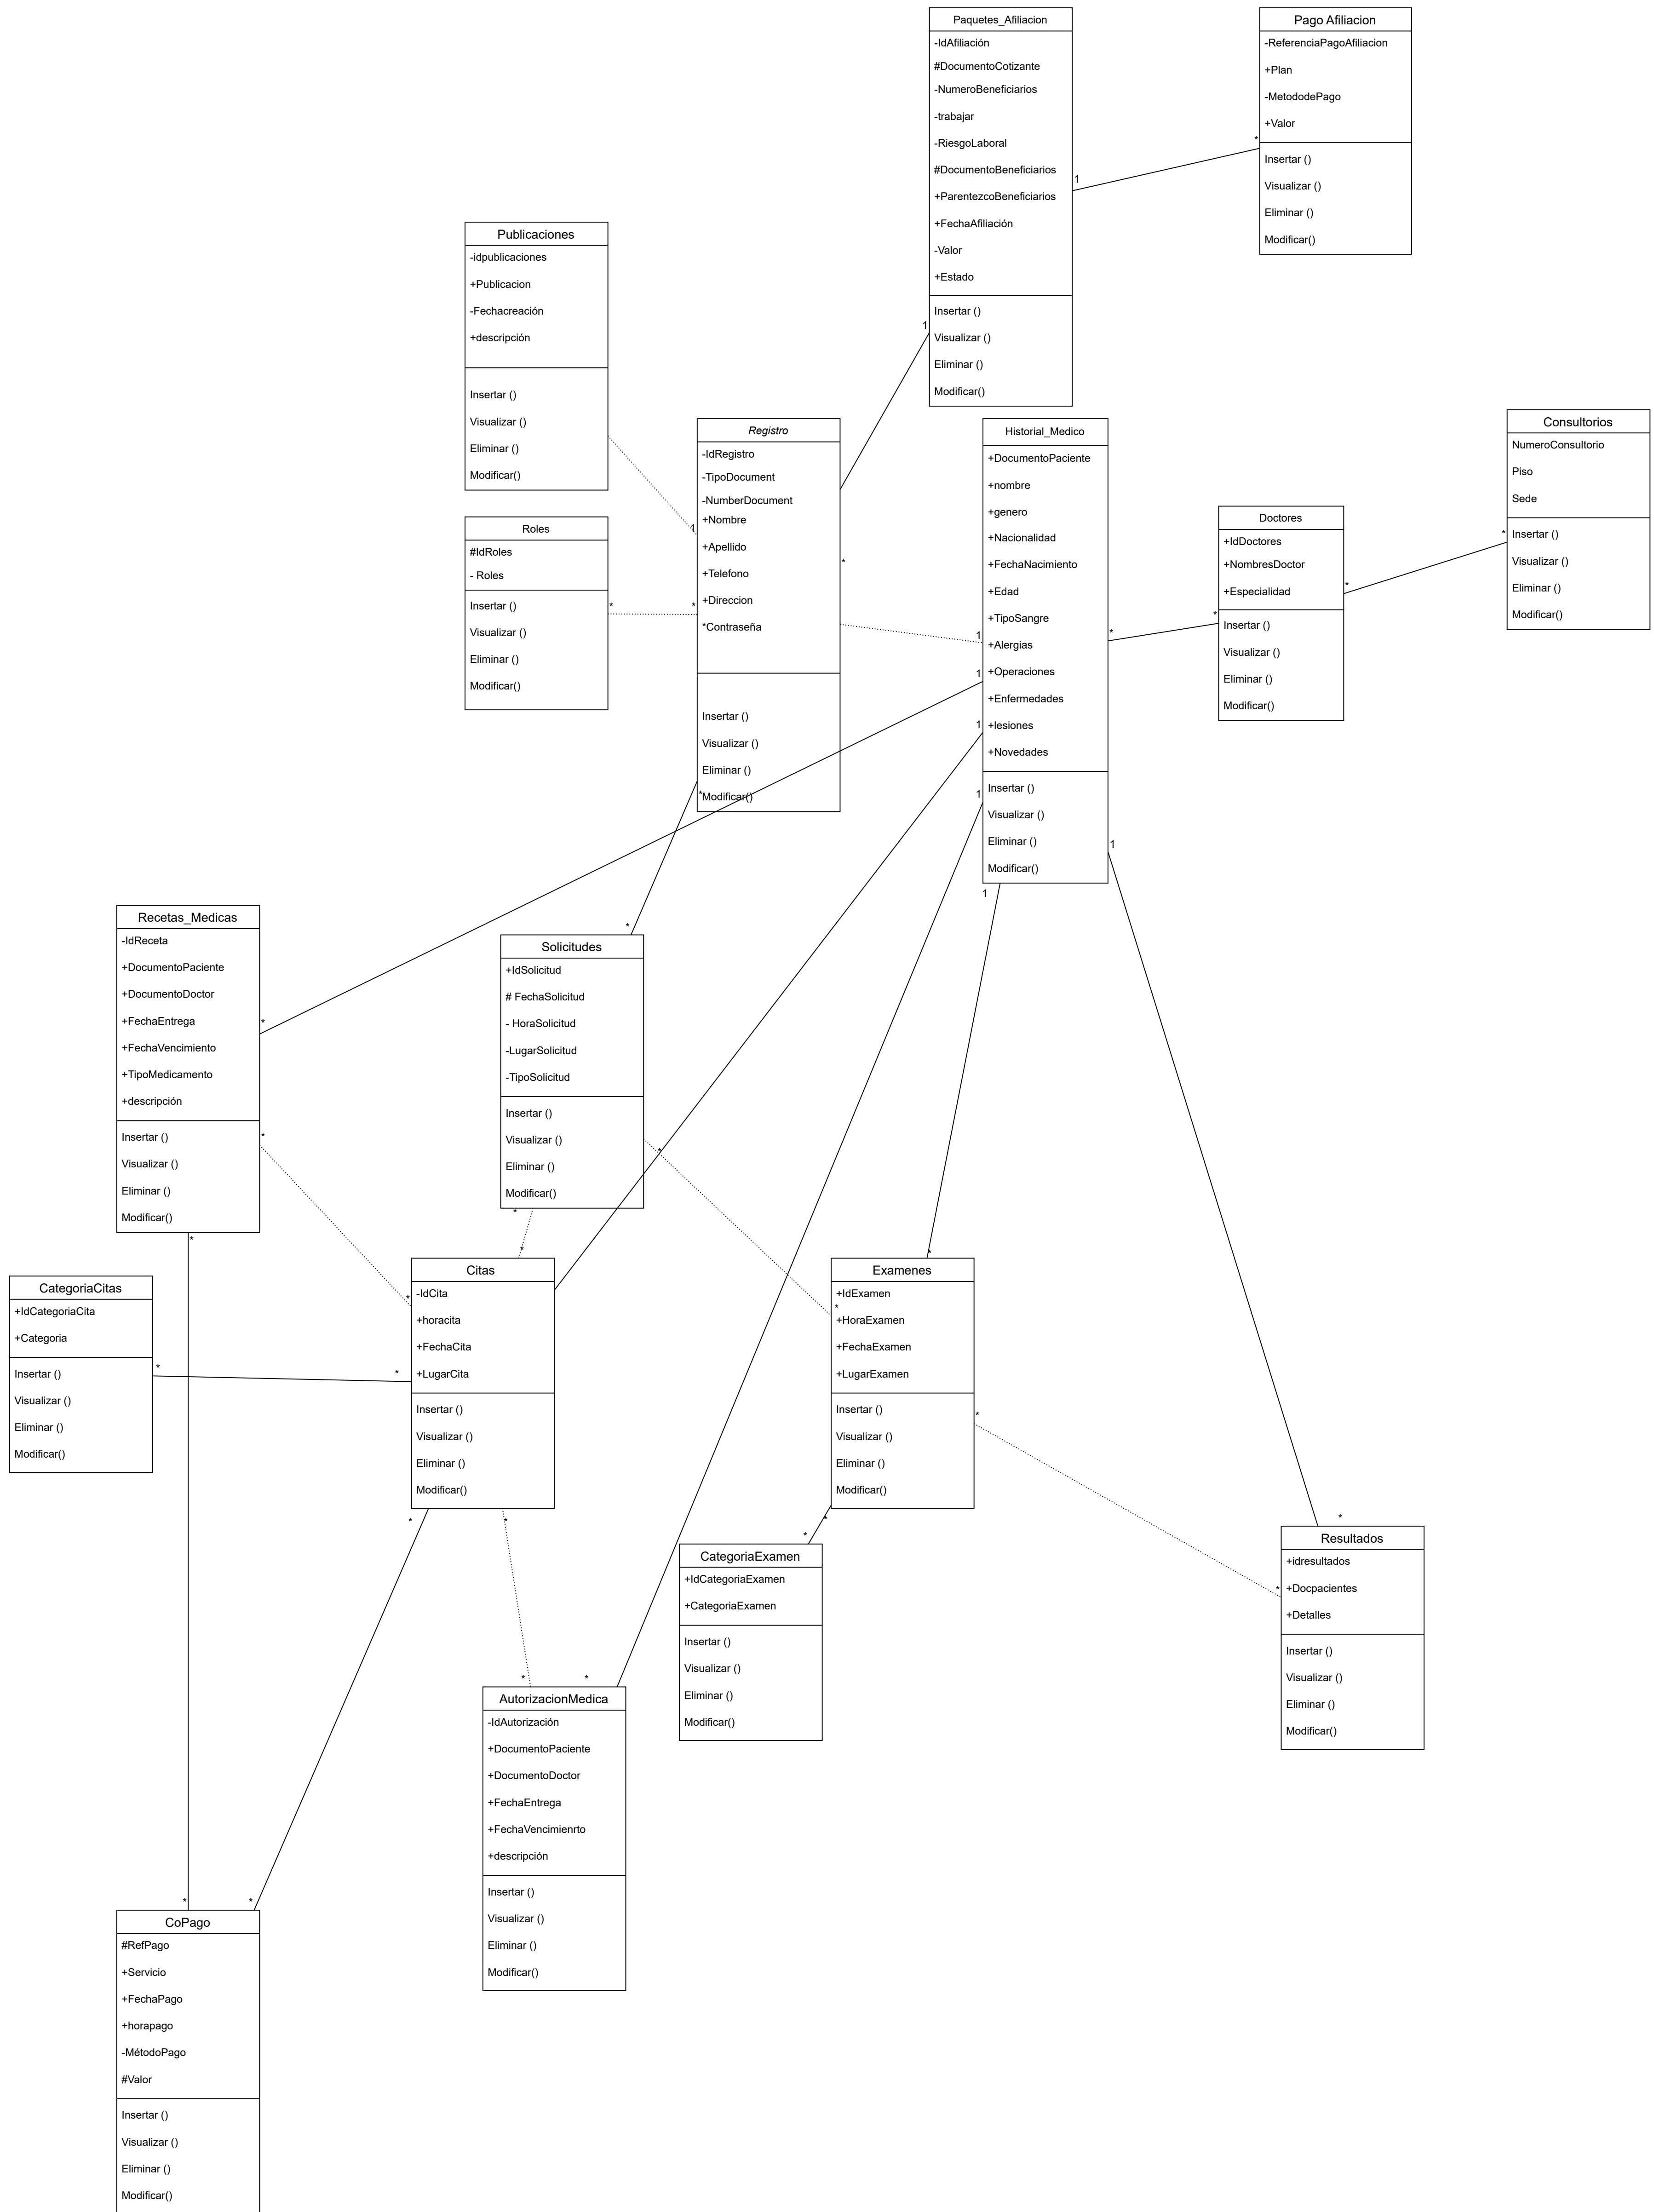 Paquetes_Afiliacion
-IdAfiliación
#DocumentoCotizante
-NumeroBeneficiarios
-trabajar
-RiesgoLaboral
#DocumentoBeneficiarios
+ParentezcoBeneficiarios
+FechaAfiliación
-Valor
+Estado
Insertar ()
Visualizar ()
Eliminar ()
Modificar()
1
1
Pago Afiliacion
-ReferenciaPagoAfiliacion
+Plan
-MetododePago
+Valor
Insertar ()
Visualizar ()
Eliminar ()
Modificar()
*
Publicaciones
-idpublicaciones
+Publicacion
-Fechacreación
+descripción
Insertar ()
Visualizar ()
Eliminar ()
Modificar()
Roles
#IdRoles
- Roles
Insertar ()
Visualizar ()
Eliminar ()
Modificar()
*
Registro
-IdRegistro
-TipoDocument
-NumberDocument
+Nombre
+Apellido
+Telefono
+Direccion
*Contraseña
Insertar ()
Visualizar ()
Eliminar ()
Modificar()
1
*
*
*
Historial_Medico
+DocumentoPaciente
+nombre
+genero
+Nacionalidad
+FechaNacimiento
+Edad
+TipoSangre
+Alergias
+Operaciones
+Enfermedades
+lesiones
+Novedades
Insertar ()
Visualizar ()
Eliminar ()
Modificar()
1
1
1
1
1
1
*
Doctores
+IdDoctores
+NombresDoctor
+Especialidad
Insertar ()
Visualizar ()
Eliminar ()
Modificar()
*
*
Consultorios
NumeroConsultorio
Piso
Sede
Insertar ()
Visualizar ()
Eliminar ()
Modificar()
*
Recetas_Medicas
-IdReceta
+DocumentoPaciente
+DocumentoDoctor
+FechaEntrega
+FechaVencimiento
+TipoMedicamento
+descripción
Insertar ()
Visualizar ()
Eliminar ()
Modificar()
*
*
*
Solicitudes
+IdSolicitud
# FechaSolicitud
- HoraSolicitud
-LugarSolicitud
-TipoSolicitud
Insertar ()
Visualizar ()
Eliminar ()
Modificar()
*
*
*
CategoriaCitas
+IdCategoriaCita
+Categoria
Insertar ()
Visualizar ()
Eliminar ()
Modificar()
*
Citas
-IdCita
+horacita
+FechaCita
+LugarCita
Insertar ()
Visualizar ()
Eliminar ()
Modificar()
*
*
*
*
*
Examenes
+IdExamen
+HoraExamen
+FechaExamen
+LugarExamen
Insertar ()
Visualizar ()
Eliminar ()
Modificar()
*
*
*
*
CategoriaExamen
+IdCategoriaExamen
+CategoriaExamen
Insertar ()
Visualizar ()
Eliminar ()
Modificar()
*
Resultados
+idresultados
+Docpacientes
+Detalles
Insertar ()
Visualizar ()
Eliminar ()
Modificar()
*
*
AutorizacionMedica
-IdAutorización
+DocumentoPaciente
+DocumentoDoctor
+FechaEntrega
+FechaVencimienrto
+descripción
Insertar ()
Visualizar ()
Eliminar ()
Modificar()
*
*
CoPago
#RefPago
+Servicio
+FechaPago
+horapago
-MétodoPago
#Valor
Insertar ()
Visualizar ()
Eliminar ()
Modificar()
*
*